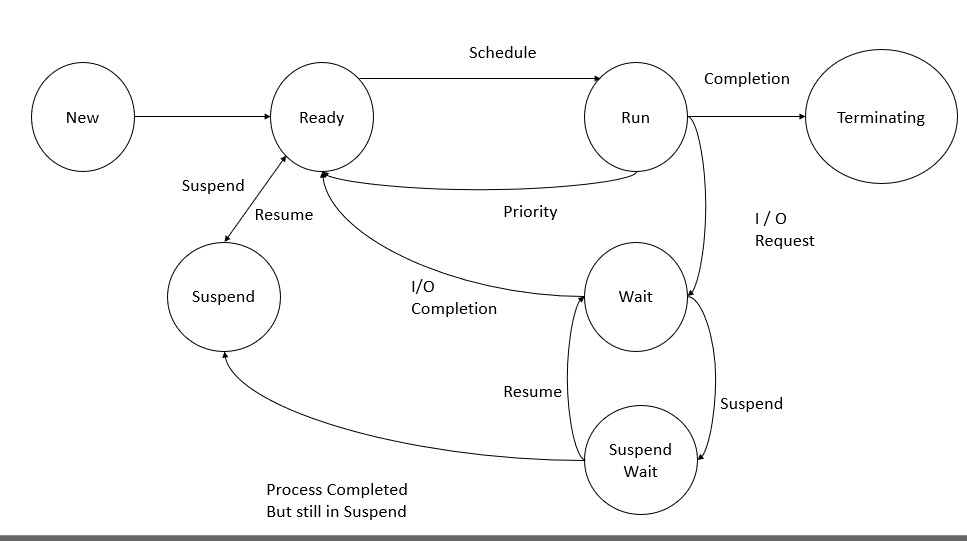 Schedule
Completion
New
Ready
Run
Terminating
Suspend
Resume
Priority
I / O
Request
Suspend
I/O
Completion
Wait
Resume
Suspend
Suspend
Wait
Process Completed
But still in Suspend